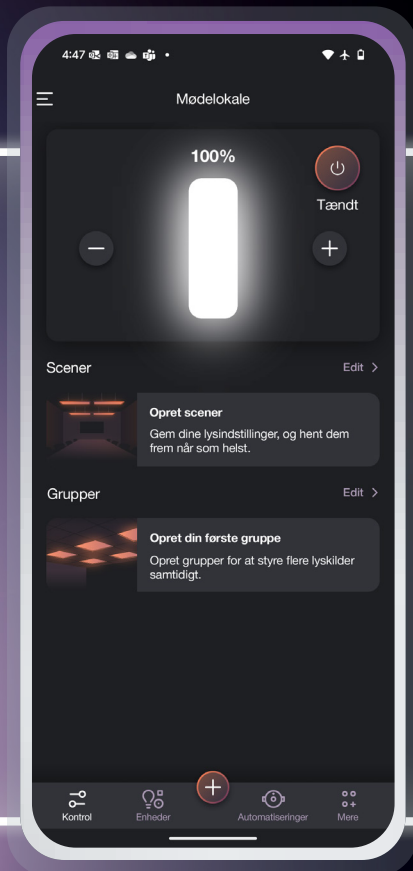 4:47
Mødelokale
100%
Tændt
Scener
Edit
Opret scener
Gem dine lysindstillinger, og hent dem
frem når som helst.
Grupper
Edit
Opret din første gruppe
Opret grupper for at styre flere lyskilder
samtidigt.
Kontrol
Enheder
Automatiseringer
Mere